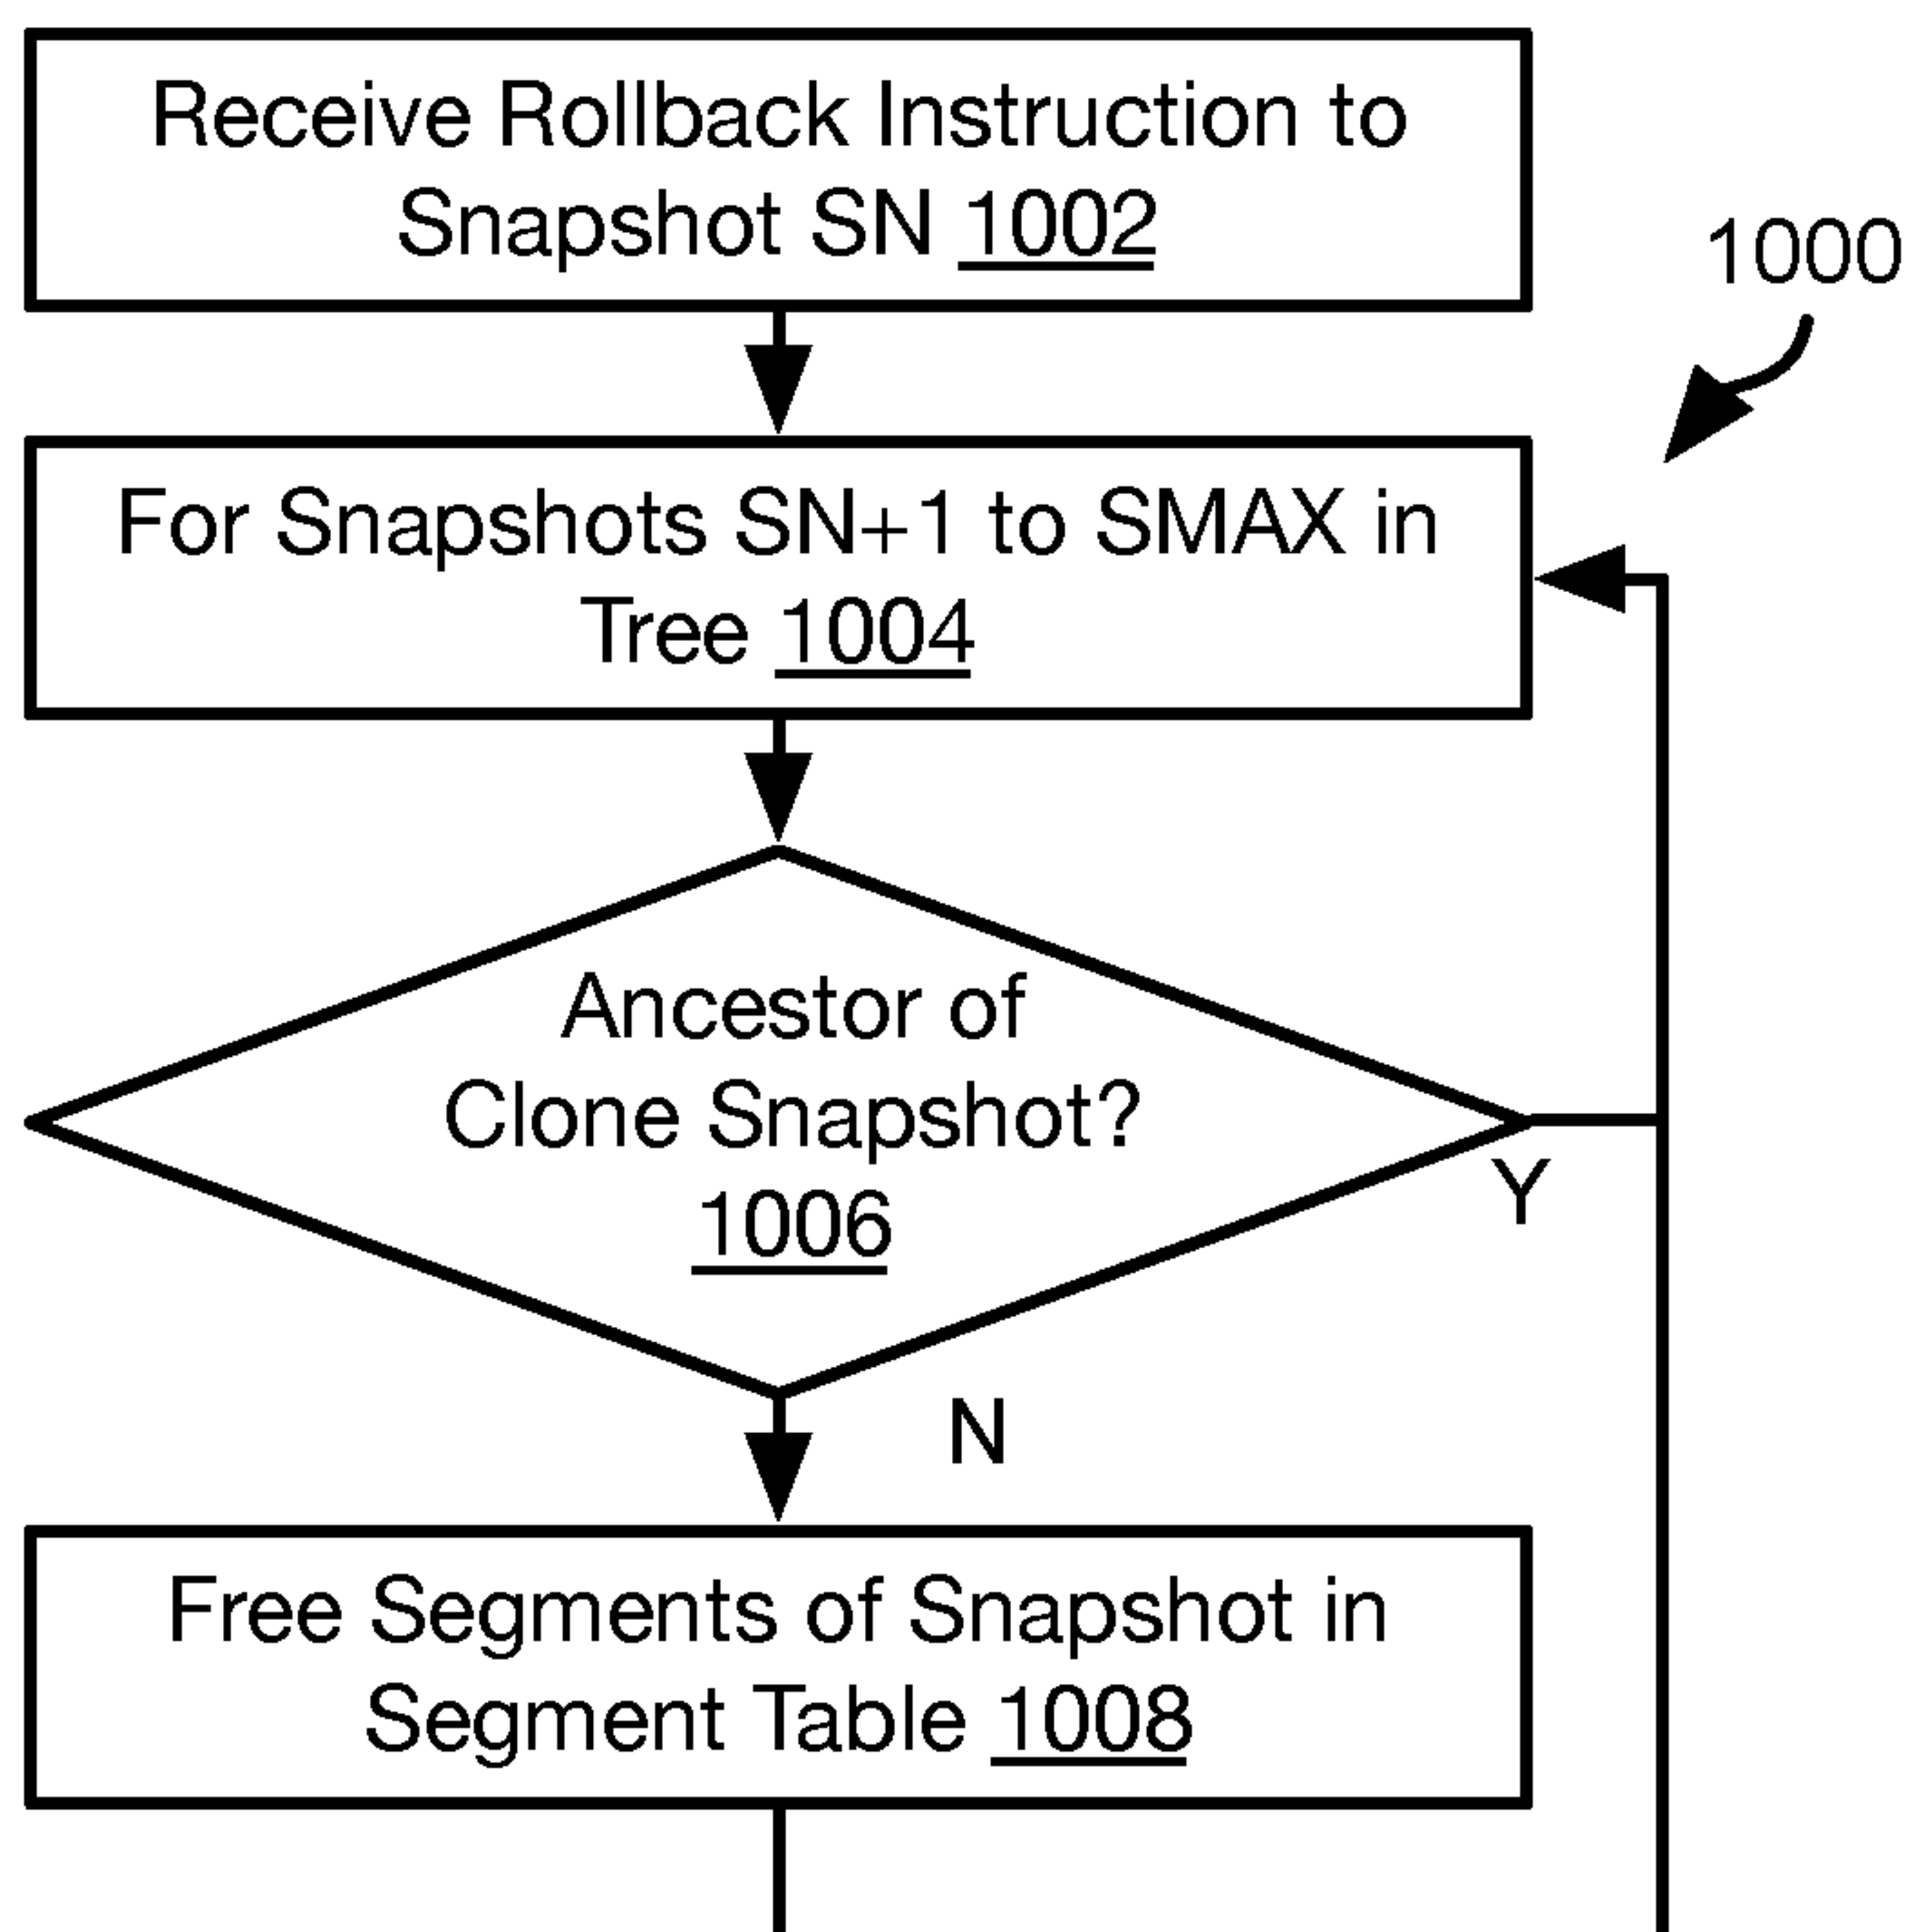 Receive Rollback Instruction to
Snapshot SN 1002
1000
For Snapshots SN+1 to SMAX in
Tree 1004
Ancestor of
Clone Snapshot?
1006
Y
N
Free Segments of Snapshot in
Segment Table 1008